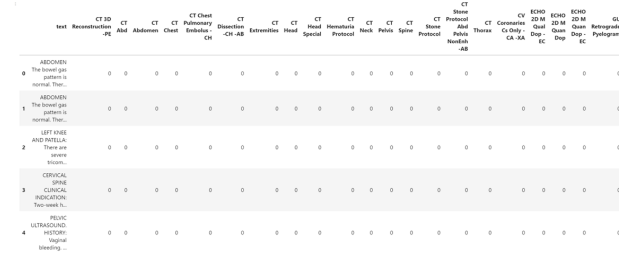 text CT 3D Reconstruction -PE CT Abd CT Abdomen CT Chest CT Chest Pulmonary Embolus - CH CT Dissection -CH -AB CT Extremities CT Head CT Head Special CT Hematuria Protocol CT Neck CT Pelvis CT Spine CT Stone Protocol CT Stone Protocol Abd Pelvis NonEnh -AB CT Thorax CV Coronaries Cs Only - CA -XA ECHO 2D M Qual Dop - EC ECHO 2D M Quan Dop ECHO 2D M Quan Dop - EC
0 ABDOMEN The bowel gas pattern is normal. Ther... 0 0 0 0 0 0 0 0 0 0 0 0 0 0 0 0 0 0 0 0
1 ABDOMEN The bowel gas pattern is normal. Ther... 0 0 0 0 0 0 0 0 0 0 0 0 0 0 0 0 0 0 0 0
2 LEFT KNEE AND PATELLA: There are severe tricom... 0 0 0 0 0 0 0 0 0 0 0 0 0 0 0 0 0 0 0 0
3 CERVICAL SPINE CLINICAL INDICATION: Two-week h... 0 0 0 0 0 0 0 0 0 0 0 0 0 0 0 0 0 0 0 0
4 PELVIC ULTRASOUND. HISTORY: Vaginal bleeding. ... 0 0 0 0 0 0 0 0 0 0 0 0 0 0 0 0 0 0 0 0